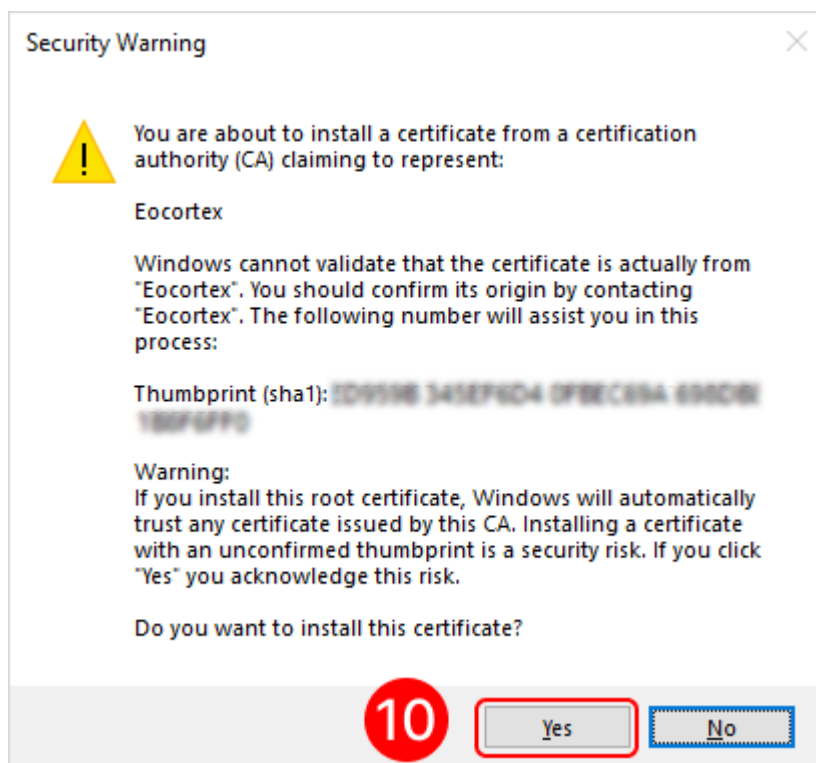 Security Warning
You are about to install a certificate from a certification
authority (CA) claiming to represent:
Eocortex
Windows cannot validate that the certificate is actually from
"Eocortex". You should confirm its origin by contacting
"Eocortex". The following number will assist you in this
process:
Thumbprint (sha1):
Warning:
If you install this root certificate, Windows will automatically
trust any certificate issued by this CA. Installing a certificate
with an unconfirmed thumbprint is a security risk. If you click
"Yes" you acknowledge this risk.
Do you want to install this certificate?
10 Yes No